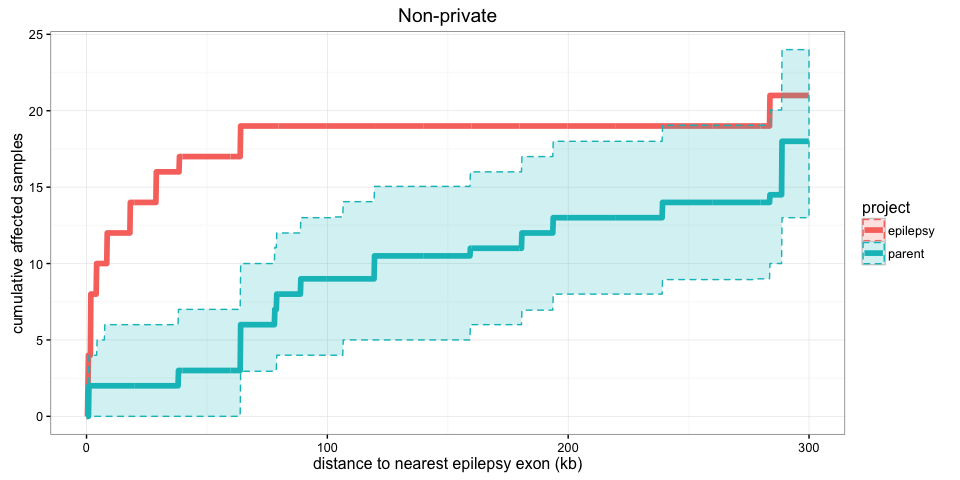 Non-private
cumulative affected samples
25
20
15
10
5
0
0 100 200 300
distance to nearest epilepsy exon (kb)
project
epilepsy
parent